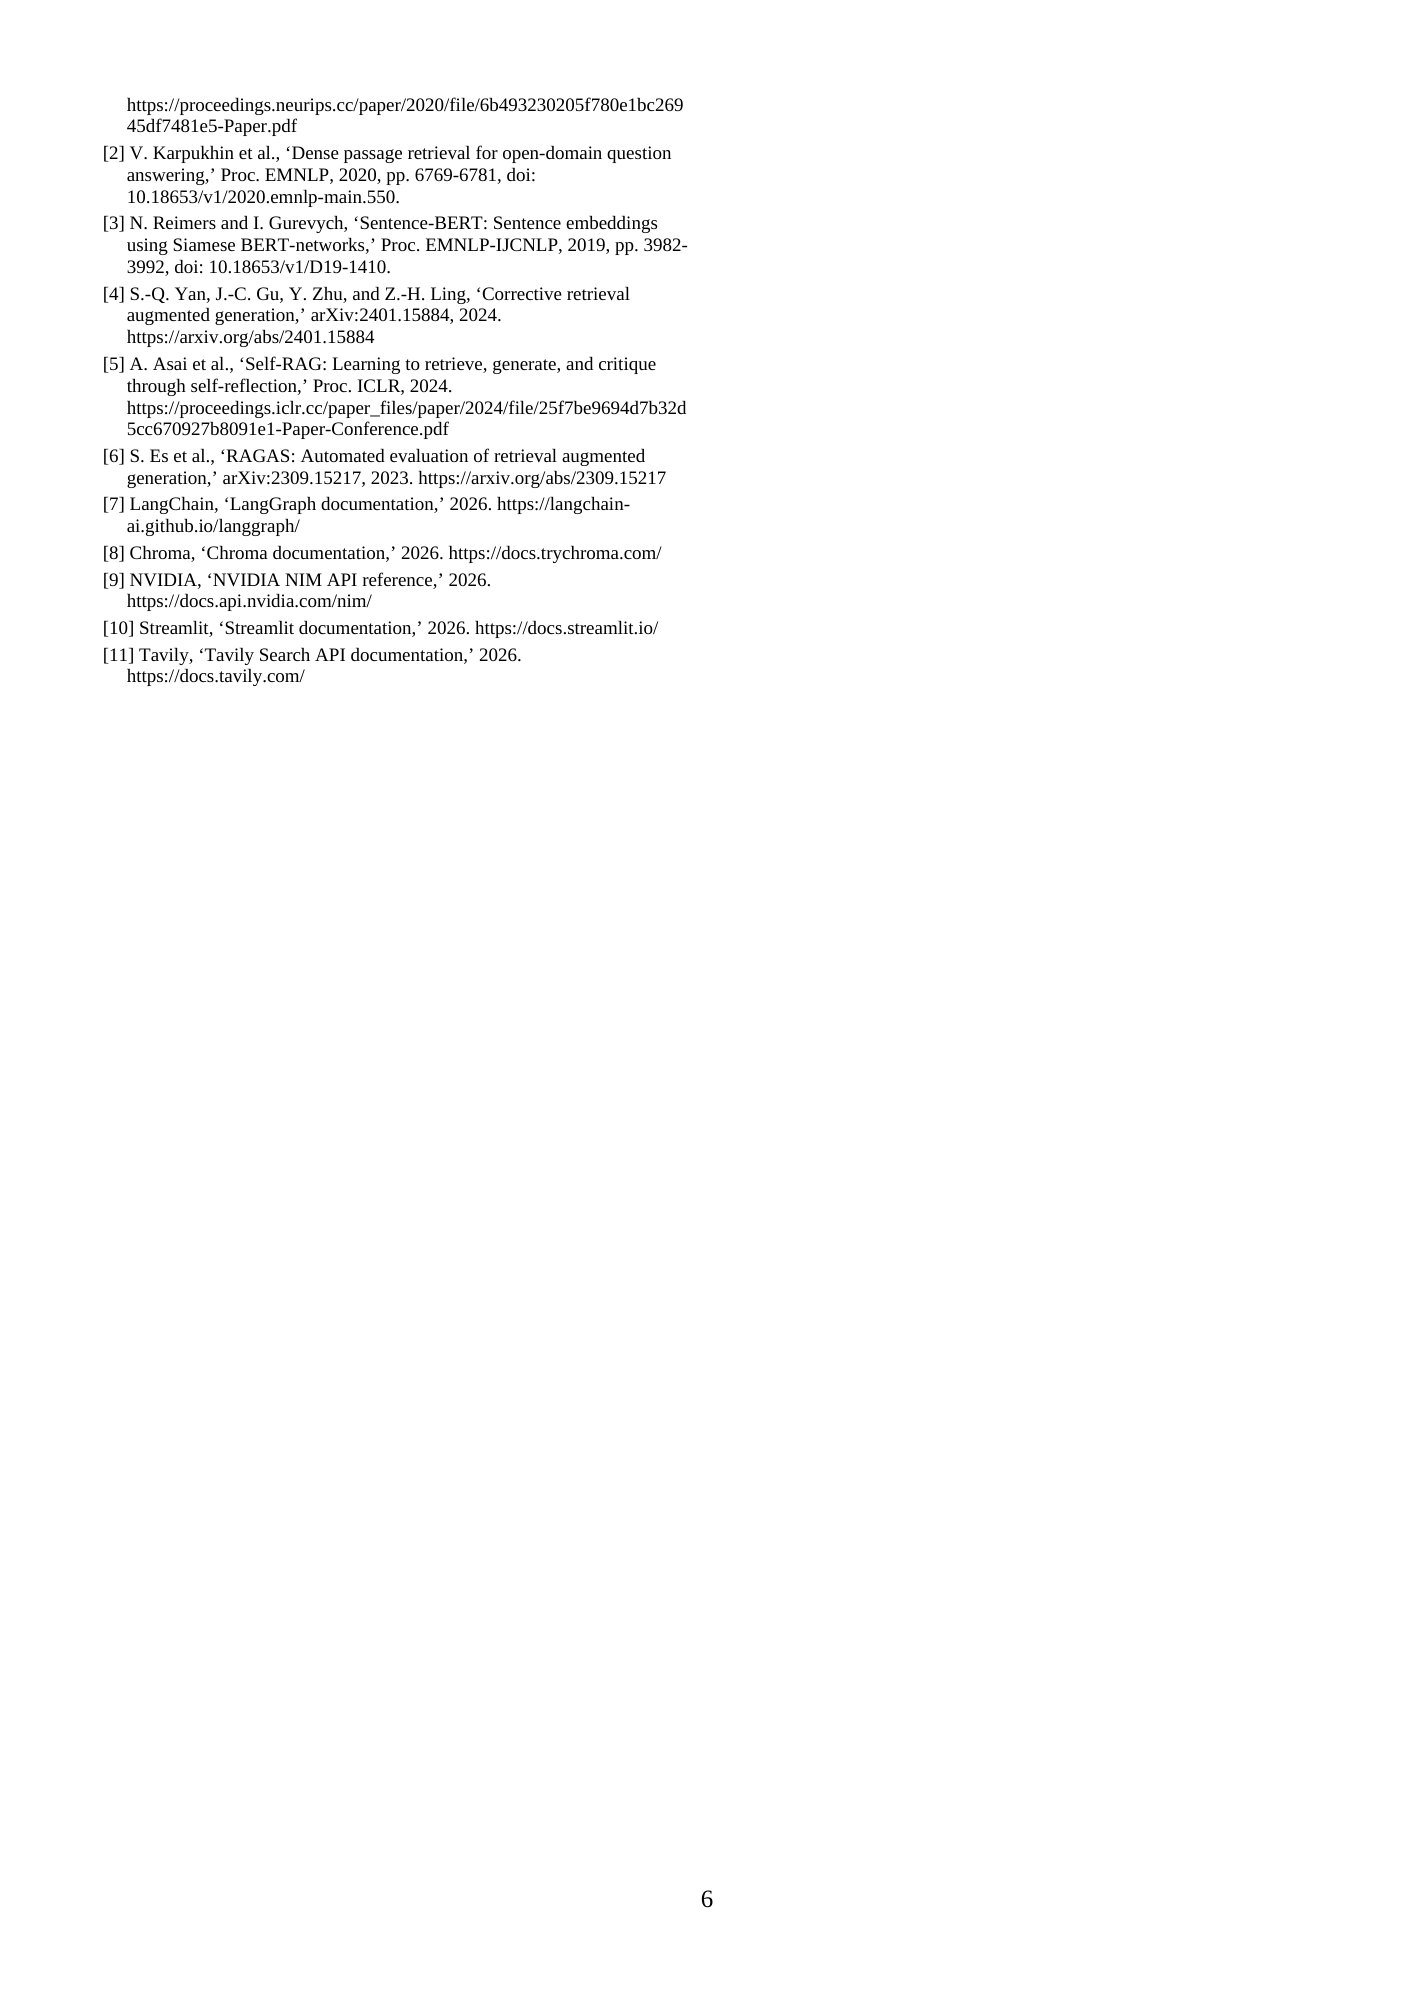 https://proceedings.neurips.cc/paper/2020/file/6b493230205f780e1bc269
45df7481e5-Paper.pdf
[2] V. Karpukhin et al., ‘Dense passage retrieval for open-domain question
answering,’ Proc. EMNLP, 2020, pp. 6769-6781, doi:
10.18653/v1/2020.emnlp-main.550.
[3] N. Reimers and I. Gurevych, ‘Sentence-BERT: Sentence embeddings
using Siamese BERT-networks,’ Proc. EMNLP-IJCNLP, 2019, pp. 3982-
3992, doi: 10.18653/v1/D19-1410.
[4] S.-Q. Yan, J.-C. Gu, Y. Zhu, and Z.-H. Ling, ‘Corrective retrieval
augmented generation,’ arXiv:2401.15884, 2024.
https://arxiv.org/abs/2401.15884
[5] A. Asai et al., ‘Self-RAG: Learning to retrieve, generate, and critique
through self-reflection,’ Proc. ICLR, 2024.
https://proceedings.iclr.cc/paper_files/paper/2024/file/25f7be9694d7b32d
5cc670927b8091e1-Paper-Conference.pdf
[6] S. Es et al., ‘RAGAS: Automated evaluation of retrieval augmented
generation,’ arXiv:2309.15217, 2023. https://arxiv.org/abs/2309.15217
[7] LangChain, ‘LangGraph documentation,’ 2026. https://langchain-
ai.github.io/langgraph/
[8] Chroma, ‘Chroma documentation,’ 2026. https://docs.trychroma.com/
[9] NVIDIA, ‘NVIDIA NIM API reference,’ 2026.
https://docs.api.nvidia.com/nim/
[10] Streamlit, ‘Streamlit documentation,’ 2026. https://docs.streamlit.io/
[11] Tavily, ‘Tavily Search API documentation,’ 2026.
https://docs.tavily.com/
6